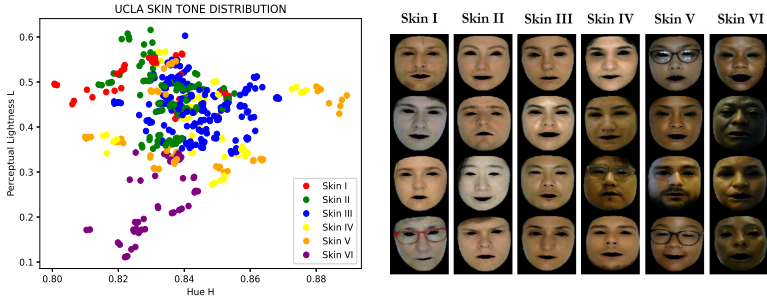 UCLA SKIN TONE DISTRIBUTION
Perceptual Lightness L
0.6
0.5
0.4
0.3
0.2
0.1
0.80
0.82
0.84
0.86
0.88
Hue H
Skin I
Skin II
Skin III
Skin IV
Skin V
Skin VI
Skin I
Skin II
Skin III
Skin IV
Skin V
Skin VI